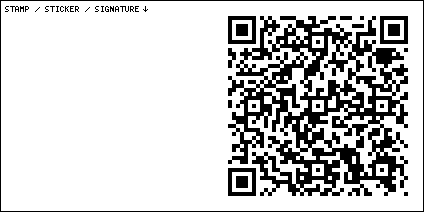 STAMP / STICKER / SIGNATURE ↓